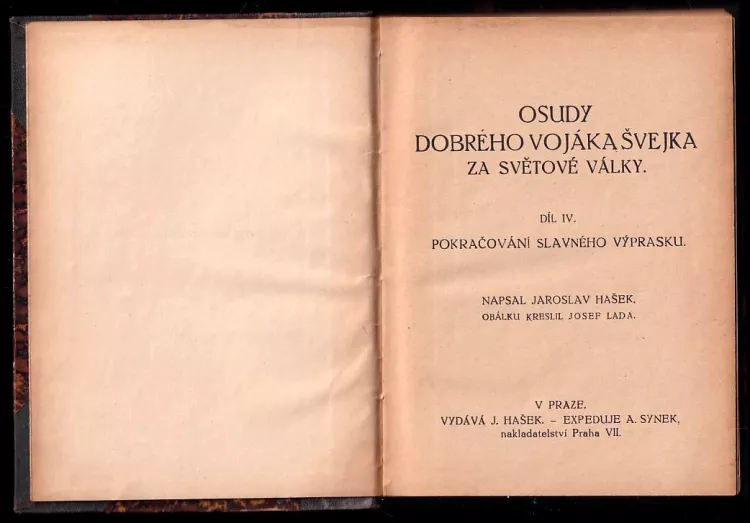 OSUDY
DOBRÉHO VOJÁKA ŠVEJKA
ZA SVĚTOVÉ VÁLKY.
DÍL IV.
POKRAČOVÁNÍ SLAVNÉHO VÝPRASKU.
NAPSAL JAROSLAV HAŠEK.
OBÁLKU KRESLIL JOSEF LADA.
V PRAZE.
VYDÁVÁ J. HAŠEK. – EXPEDUJE A. SYNEK,
nakladatelství Praha VII.